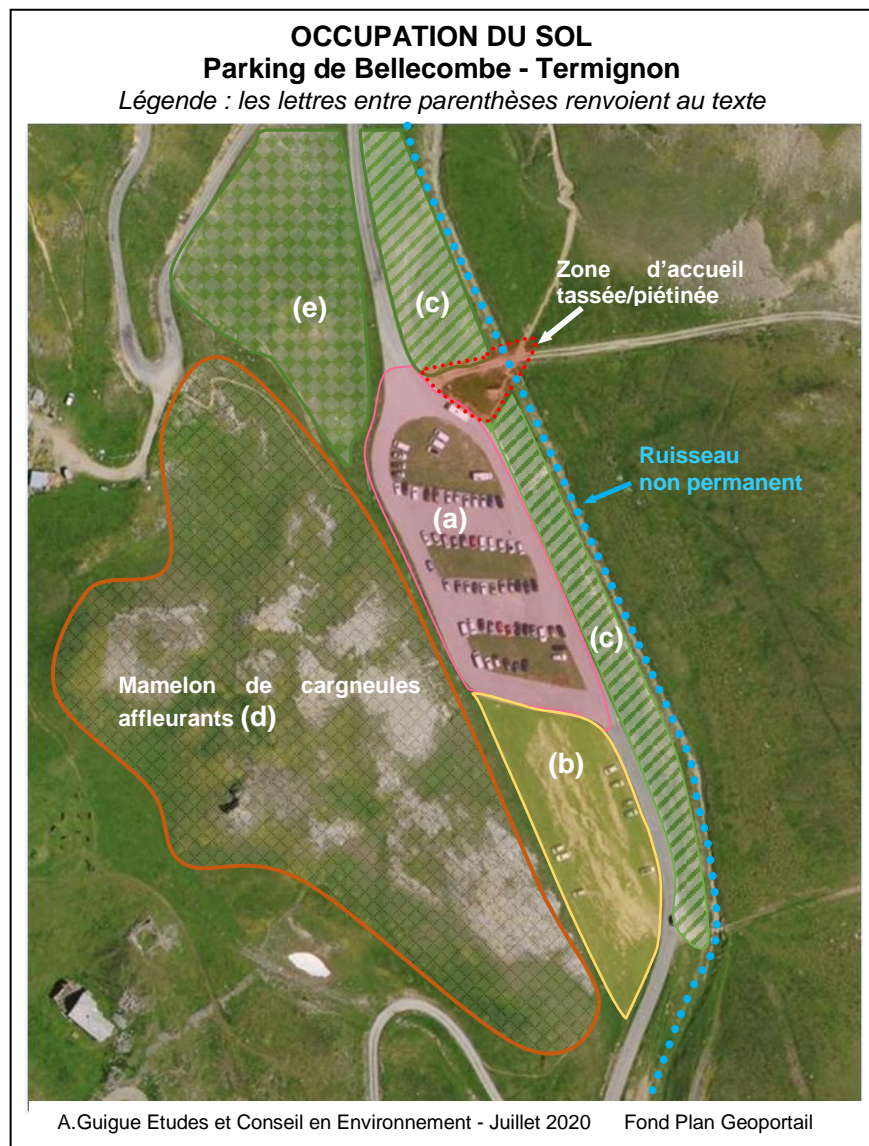 OCCUPATION DU SOL
Parking de Bellecombe - Termignon
Légende : les lettres entre parenthèses renvoient au texte
Zone d'accueil
tassée/piétinée
(e)
(c)
Ruisseau
non permanent
(a)
(c)
Mamelon de cargneules
affleurants (d)
(b)
A.Guigue Etudes et Conseil en Environnement - Juillet 2020 Fond Plan Geoportail